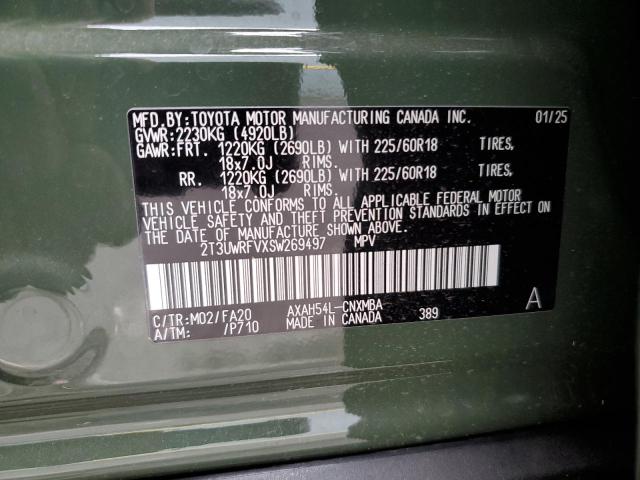 MFD.BY:TOYOTA MOTOR MANUFACTURING CANADA INC. 01/25
GVWR:2230KG (4920LB)
GAWR:FRT. 1220KG (2690LB) WITH 225/60R18 TIRES,
18x7.0J RIMS.
RR. 1220KG (2690LB) WITH 225/60R18 TIRES,
18x7.0J RIMS.
THIS VEHICLE CONFORMS TO ALL APPLICABLE FEDERAL MOTOR
VEHICLE SAFETY AND THEFT PREVENTION STANDARDS IN EFFECT ON
THE DATE OF MANUFACTURE SHOWN ABOVE.
2T3UWRFVXSW269497 MPV
C/TR:M02/FA20 AXAH54L-CNXMBA A
A/TM: /P710 MADE IN CANADA 389